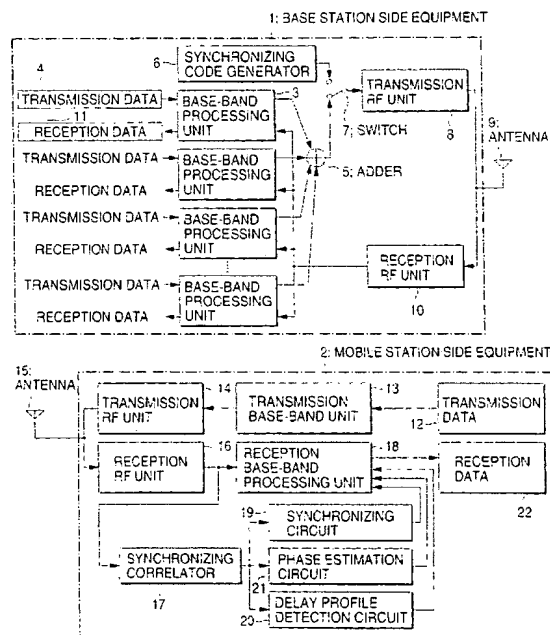 1: BASE STATION SIDE EQUIPMENT
6
SYNCHRONIZING
CODE GENERATOR
4
TRANSMISSION DATA
11
RECEPTION DATA
3
BASE-BAND
PROCESSING
UNIT
TRANSMISSION
RF UNIT
8
7; SWITCH
9;
ANTENNA
5; ADDER
TRANSMISSION DATA
RECEPTION DATA
BASE-BAND
PROCESSING
UNIT
TRANSMISSION DATA
RECEPTION DATA
BASE-BAND
PROCESSING
UNIT
TRANSMISSION DATA
RECEPTION DATA
BASE-BAND
PROCESSING
UNIT
RECEPTION
RF UNIT
10
2: MOBILE STATION SIDE EQUIPMENT
15;
ANTENNA
14
TRANSMISSION
RF UNIT
13
TRANSMISSION
BASE-BAND UNIT
TRANSMISSION
DATA
12
16
RECEPTION
RF UNIT
18
RECEPTION
BASE-BAND
PROCESSING UNIT
RECEPTION
DATA
22
19
SYNCHRONIZING
CIRCUIT
SYNCHRONIZING
CORRELATOR
17
PHASE ESTIMATION
CIRCUIT
21
DELAY PROFILE
DETECTION CIRCUIT
20